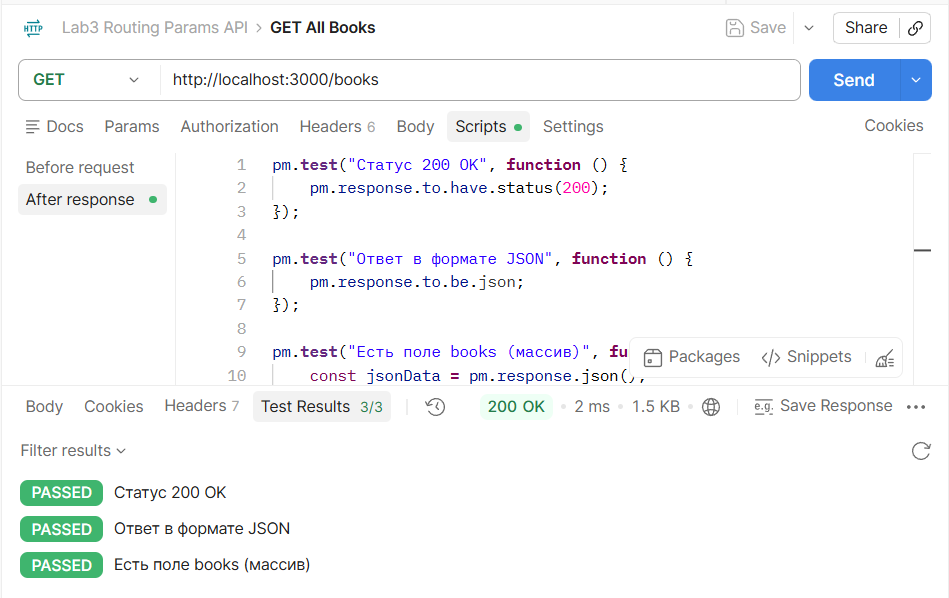 HTTP Lab3 Routing Params API > GET All Books Save Share
GET http://localhost:3000/books Send
Docs Params Authorization Headers 6 Body Scripts Settings Cookies
Before request
After response
1 pm.test("Статус 200 OK", function () {
2 pm.response.to.have.status(200);
3 });
4
5 pm.test("Ответ в формате JSON", function () {
6 pm.response.to.be.json;
7 });
8
9 pm.test("Есть поле books (массив)", fu
10 const jsonData = pm.response.json();
Packages Snippets
Body Cookies Headers 7 Test Results 3/3 200 OK • 2 ms • 1.5 KB • e.g. Save Response
Filter results
PASSED Статус 200 OK
PASSED Ответ в формате JSON
PASSED Есть поле books (массив)